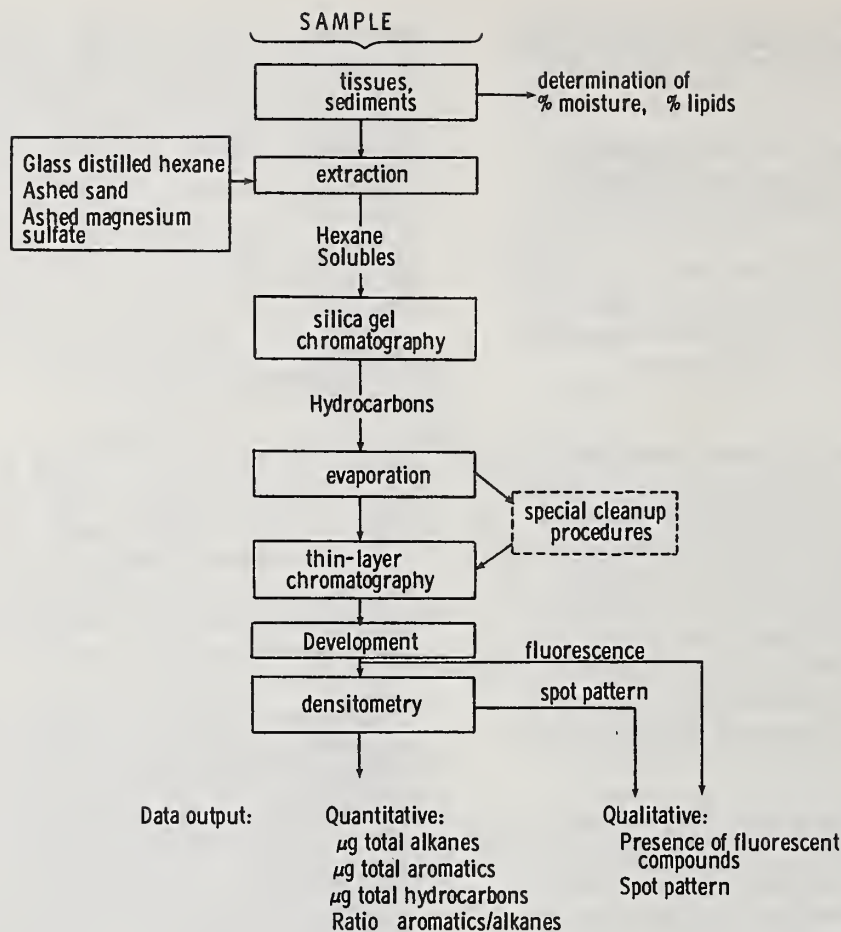 SAMPLE
tissues,
sediments
determination of
% moisture, % lipids
Glass distilled hexane
Ashed sand
Ashed magnesium
sulfate
extraction
Hexane
Solubles
silica gel
chromatography
Hydrocarbons
evaporation
special cleanup
procedures
thin-layer
chromatography
Development
fluorescence
densitometry
spot pattern
Data output:
Quantitative:
µg total alkanes
µg total aromatics
µg total hydrocarbons
Ratio aromatics/alkanes
Qualitative:
Presence of fluorescent
compounds
Spot pattern